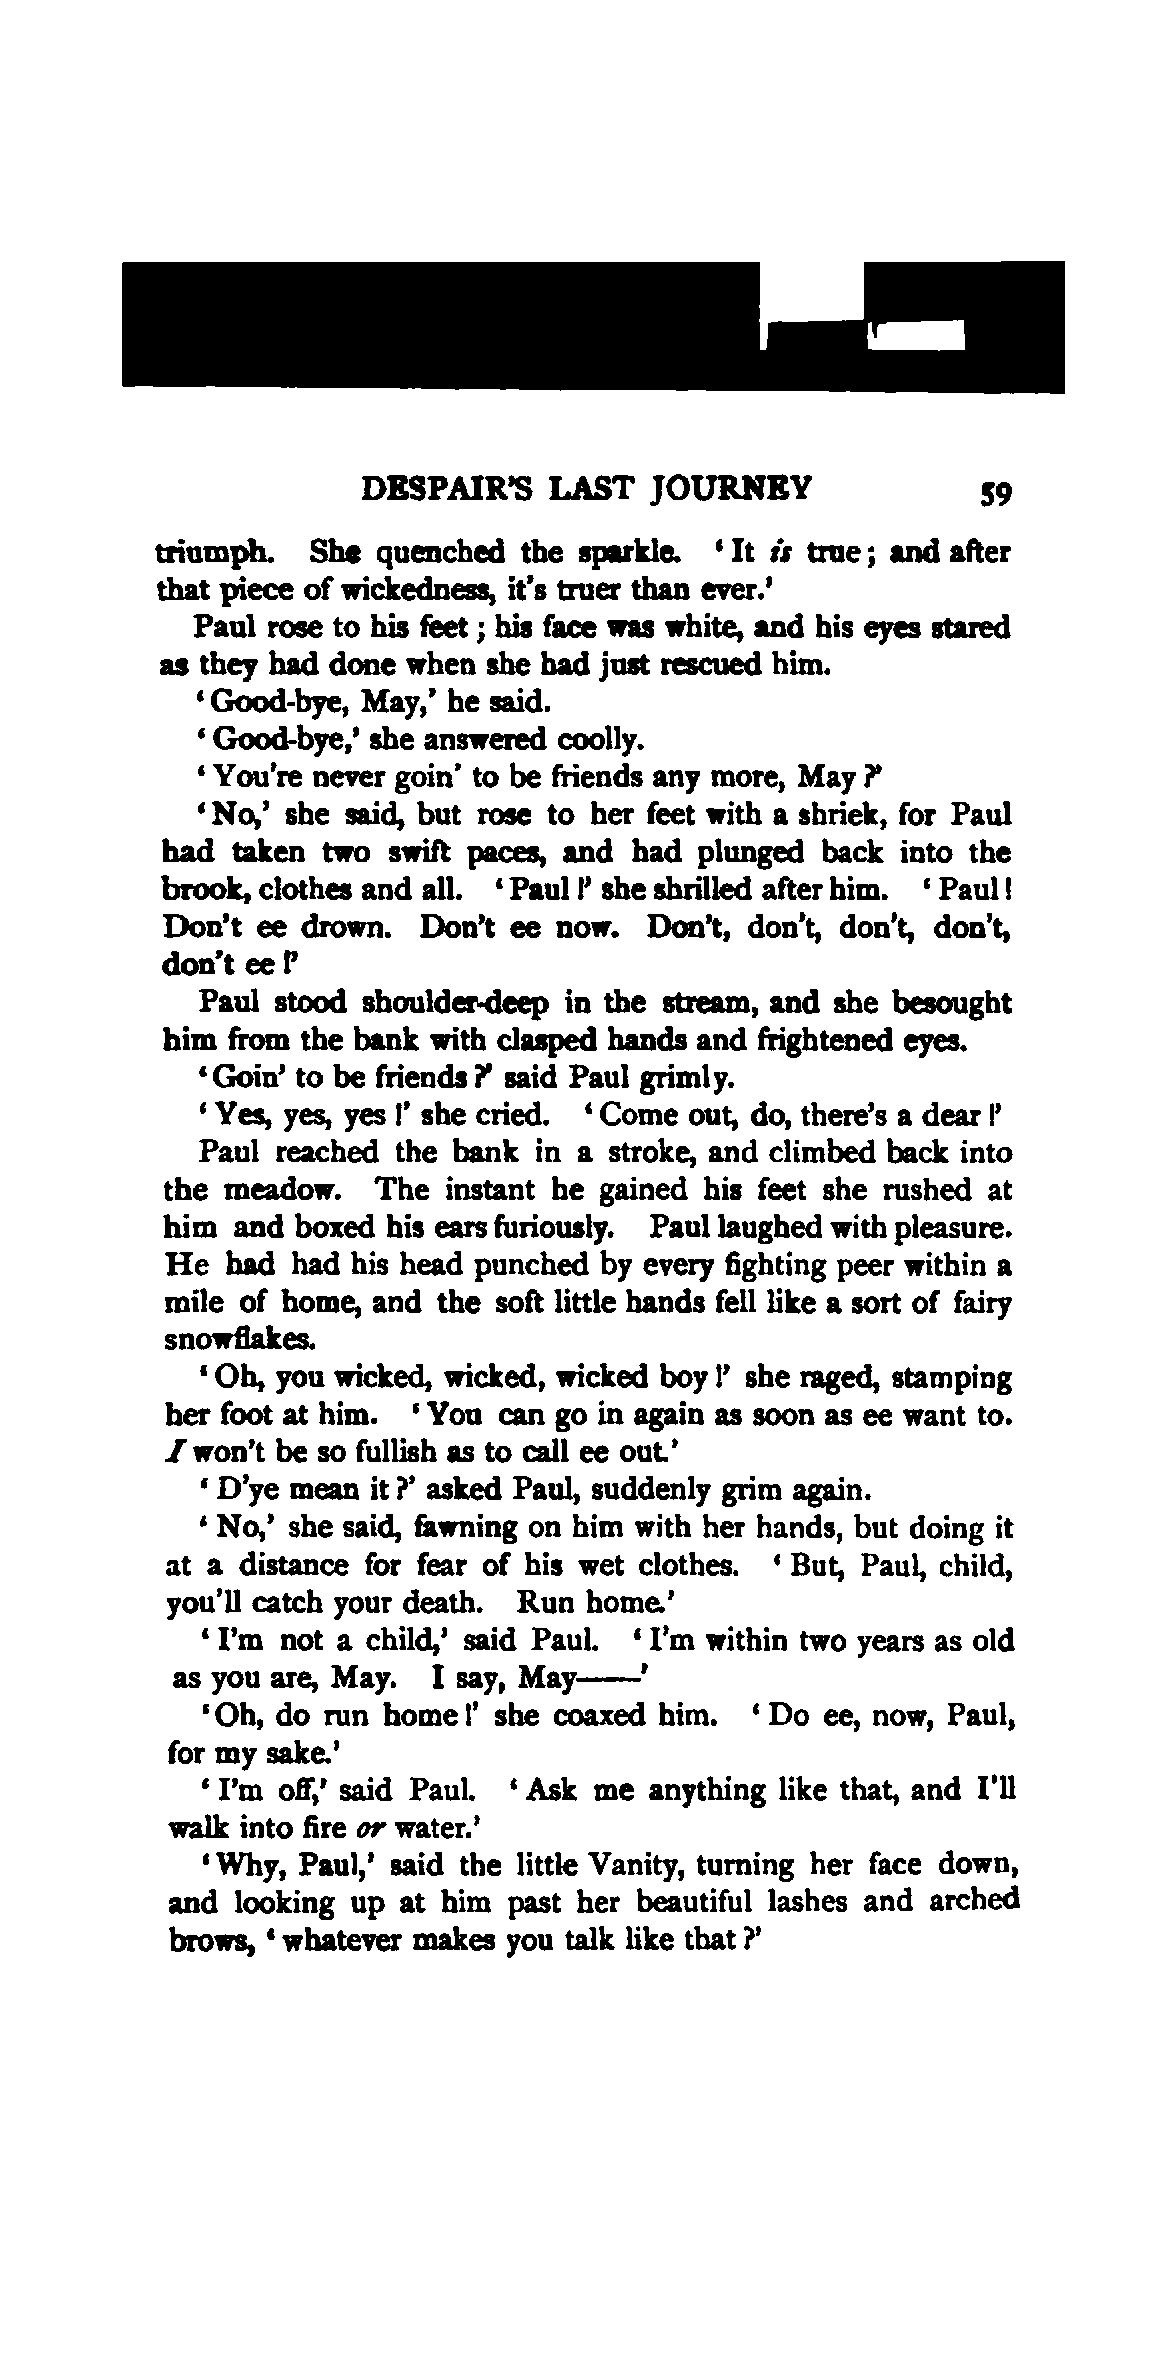 DESPAIR'S LAST JOURNEY 59
triumph. She quenched the sparkle. 'It is true; and after
that piece of wickedness, it's truer than ever.'
Paul rose to his feet; his face was white, and his eyes stared
as they had done when she had just rescued him.
'Good-bye, May,' he said.
'Good-bye,' she answered coolly.
'You're never goin' to be friends any more, May?'
'No,' she said, but rose to her feet with a shriek, for Paul
had taken two swift paces, and had plunged back into the
brook, clothes and all. 'Paul!' she shrilled after him. 'Paul!
Don't ee drown. Don't ee now. Don't, don't, don't, don't,
don't ee!'
Paul stood shoulder-deep in the stream, and she besought
him from the bank with clasped hands and frightened eyes.
'Goin' to be friends?' said Paul grimly.
'Yes, yes, yes!' she cried. 'Come out, do, there's a dear!'
Paul reached the bank in a stroke, and climbed back into
the meadow. The instant he gained his feet she rushed at
him and boxed his ears furiously. Paul laughed with pleasure.
He had had his head punched by every fighting peer within a
mile of home, and the soft little hands fell like a sort of fairy
snowflakes.
'Oh, you wicked, wicked, wicked boy!' she raged, stamping
her foot at him. 'You can go in again as soon as ee want to.
I won't be so fullish as to call ee out.'
'D'ye mean it?' asked Paul, suddenly grim again.
'No,' she said, fawning on him with her hands, but doing it
at a distance for fear of his wet clothes. 'But, Paul, child,
you'll catch your death. Run home.'
'I'm not a child,' said Paul. 'I'm within two years as old
as you are, May. I say, May——'
'Oh, do run home!' she coaxed him. 'Do ee, now, Paul,
for my sake.'
'I'm off,' said Paul. 'Ask me anything like that, and I'll
walk into fire or water.'
'Why, Paul,' said the little Vanity, turning her face down,
and looking up at him past her beautiful lashes and arched
brows, 'whatever makes you talk like that?'